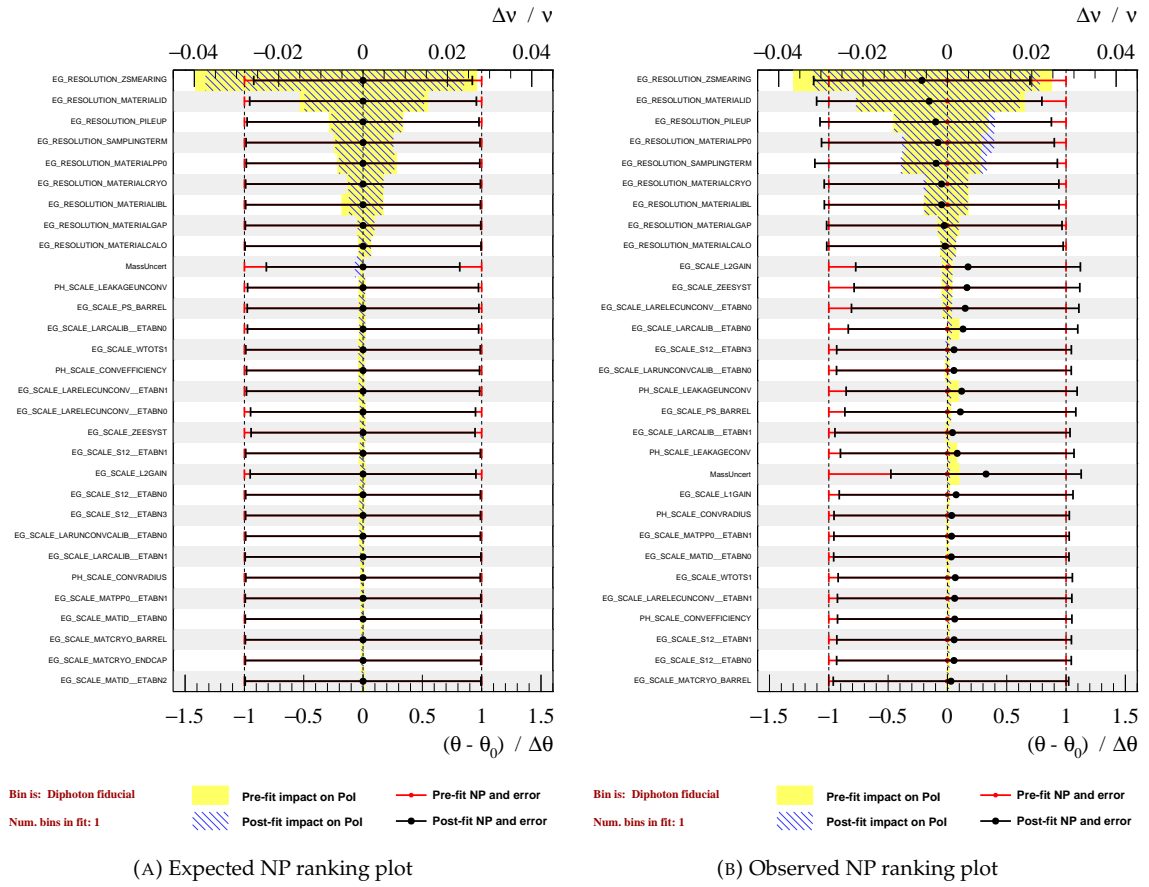 Δν / ν
−0.04 −0.02 0 0.02 0.04
EG_RESOLUTION_ZSMEARING
EG_RESOLUTION_MATERIALID
EG_RESOLUTION_PILEUP
EG_RESOLUTION_SAMPLINGTERM
EG_RESOLUTION_MATERIALPP0
EG_RESOLUTION_MATERIALCRYO
EG_RESOLUTION_MATERIALIBL
EG_RESOLUTION_MATERIALGAP
EG_RESOLUTION_MATERIALCALO
MassUncert
PH_SCALE_LEAKAGEUNCONV
EG_SCALE_PS_BARREL
EG_SCALE_LARCALIB__ETABN0
EG_SCALE_WTOTS1
PH_SCALE_CONVEFFICIENCY
EG_SCALE_LARELECUNCONV__ETABN1
EG_SCALE_LARELECUNCONV__ETABN0
EG_SCALE_ZEESYST
EG_SCALE_S12__ETABN1
EG_SCALE_L2GAIN
EG_SCALE_S12__ETABN0
EG_SCALE_S12__ETABN3
EG_SCALE_LARUNCONVCALIB__ETABN0
EG_SCALE_LARCALIB__ETABN1
PH_SCALE_CONVRADIUS
EG_SCALE_MATPP0__ETABN1
EG_SCALE_MATID__ETABN0
EG_SCALE_MATCRYO_BARREL
EG_SCALE_MATCRYO_ENDCAP
EG_SCALE_MATID__ETABN2
−1.5 −1 −0.5 0 0.5 1 1.5
(θ - θ0) / Δθ
Bin is: Diphoton fiducial
Num. bins in fit: 1
Pre-fit impact on PoI
Post-fit impact on PoI
Pre-fit NP and error
Post-fit NP and error
(A) Expected NP ranking plot
Δν / ν
−0.04 −0.02 0 0.02 0.04
EG_RESOLUTION_ZSMEARING
EG_RESOLUTION_MATERIALID
EG_RESOLUTION_PILEUP
EG_RESOLUTION_MATERIALPP0
EG_RESOLUTION_SAMPLINGTERM
EG_RESOLUTION_MATERIALCRYO
EG_RESOLUTION_MATERIALIBL
EG_RESOLUTION_MATERIALGAP
EG_RESOLUTION_MATERIALCALO
EG_SCALE_L2GAIN
EG_SCALE_ZEESYST
EG_SCALE_LARELECUNCONV__ETABN0
EG_SCALE_LARCALIB__ETABN0
EG_SCALE_S12__ETABN3
EG_SCALE_LARUNCONVCALIB__ETABN0
PH_SCALE_LEAKAGEUNCONV
EG_SCALE_PS_BARREL
EG_SCALE_LARCALIB__ETABN1
PH_SCALE_LEAKAGECONV
MassUncert
EG_SCALE_L1GAIN
PH_SCALE_CONVRADIUS
EG_SCALE_MATPP0__ETABN1
EG_SCALE_MATID__ETABN0
EG_SCALE_WTOTS1
EG_SCALE_LARELECUNCONV__ETABN1
PH_SCALE_CONVEFFICIENCY
EG_SCALE_S12__ETABN1
EG_SCALE_S12__ETABN0
EG_SCALE_MATCRYO_BARREL
−1.5 −1 −0.5 0 0.5 1 1.5
(θ - θ0) / Δθ
Bin is: Diphoton fiducial
Num. bins in fit: 1
Pre-fit impact on PoI
Post-fit impact on PoI
Pre-fit NP and error
Post-fit NP and error
(B) Observed NP ranking plot